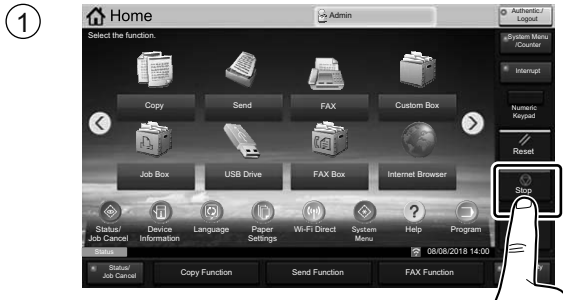 1
Home
Admin
Authentic./
Logout
Select the function.
System Menu
/Counter
Interrupt
Copy
Send
FAX
Custom Box
Numeric
Keypad
Reset
Job Box
USB Drive
FAX Box
Internet Browser
Stop
Status/
Job Cancel
Device
Information
Language
Paper
Settings
Wi-Fi Direct
System
Menu
Help
Program
Status
08/08/2018 14:00
Status/
Job Cancel
Copy Function
Send Function
FAX Function